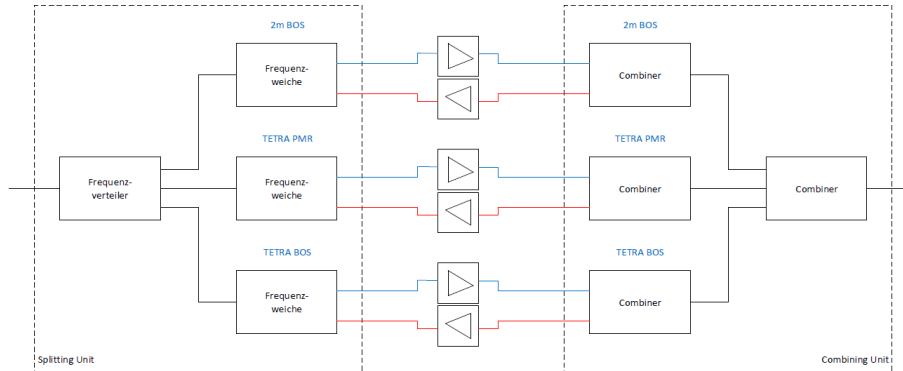 2m BOS
2m BOS
Frequenz-
weiche
Combiner
TETRA PMR
TETRA PMR
Frequenz-
verteiler
Frequenz-
weiche
Combiner
Combiner
TETRA BOS
TETRA BOS
Frequenz-
weiche
Combiner
Splitting Unit
Combining Unit